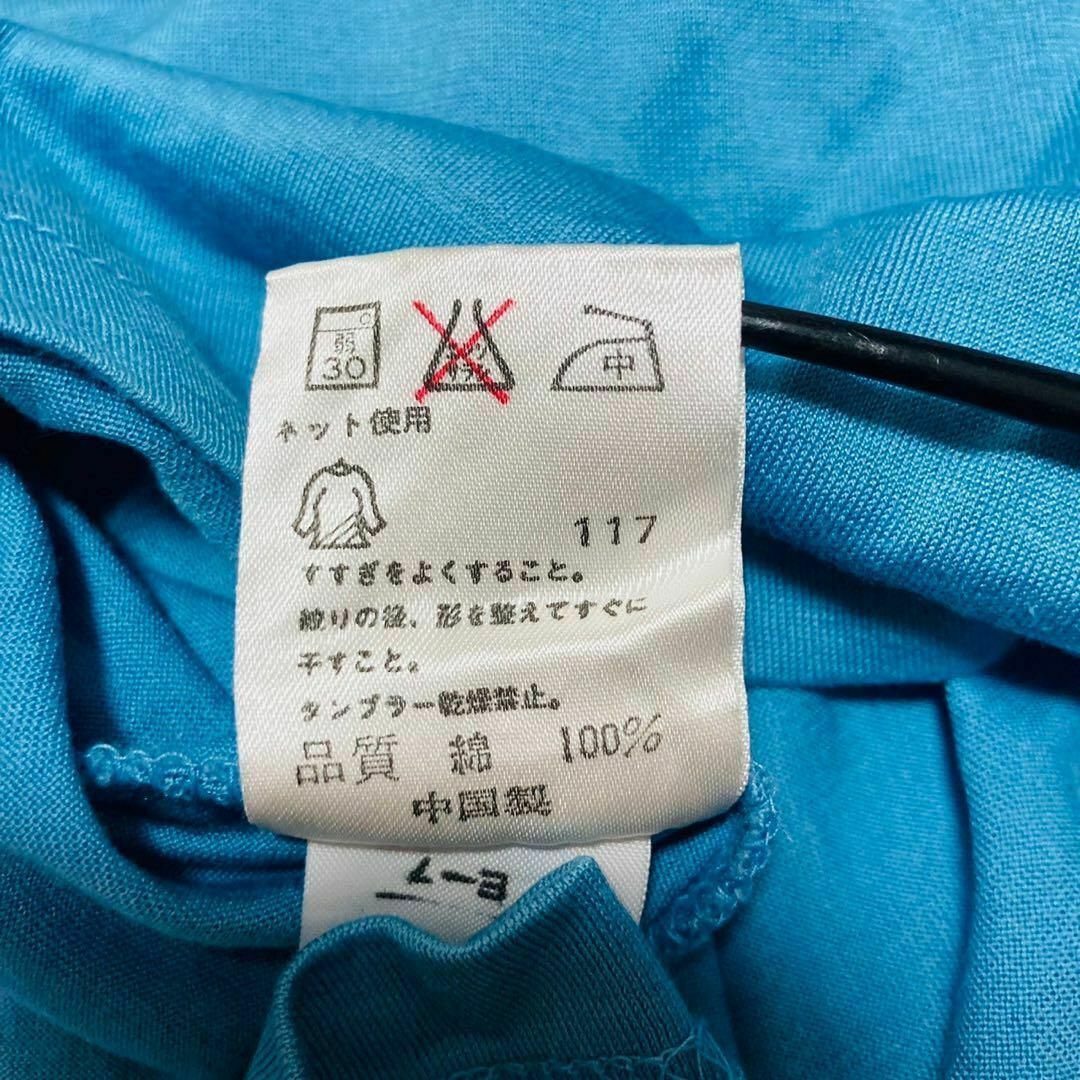 弱
30
中
ネット使用
117
すすぎをよくすること。
絞りの後、形を整えてすぐに
干すこと。
タンブラー乾燥禁止。
品質 綿 100%
中国製